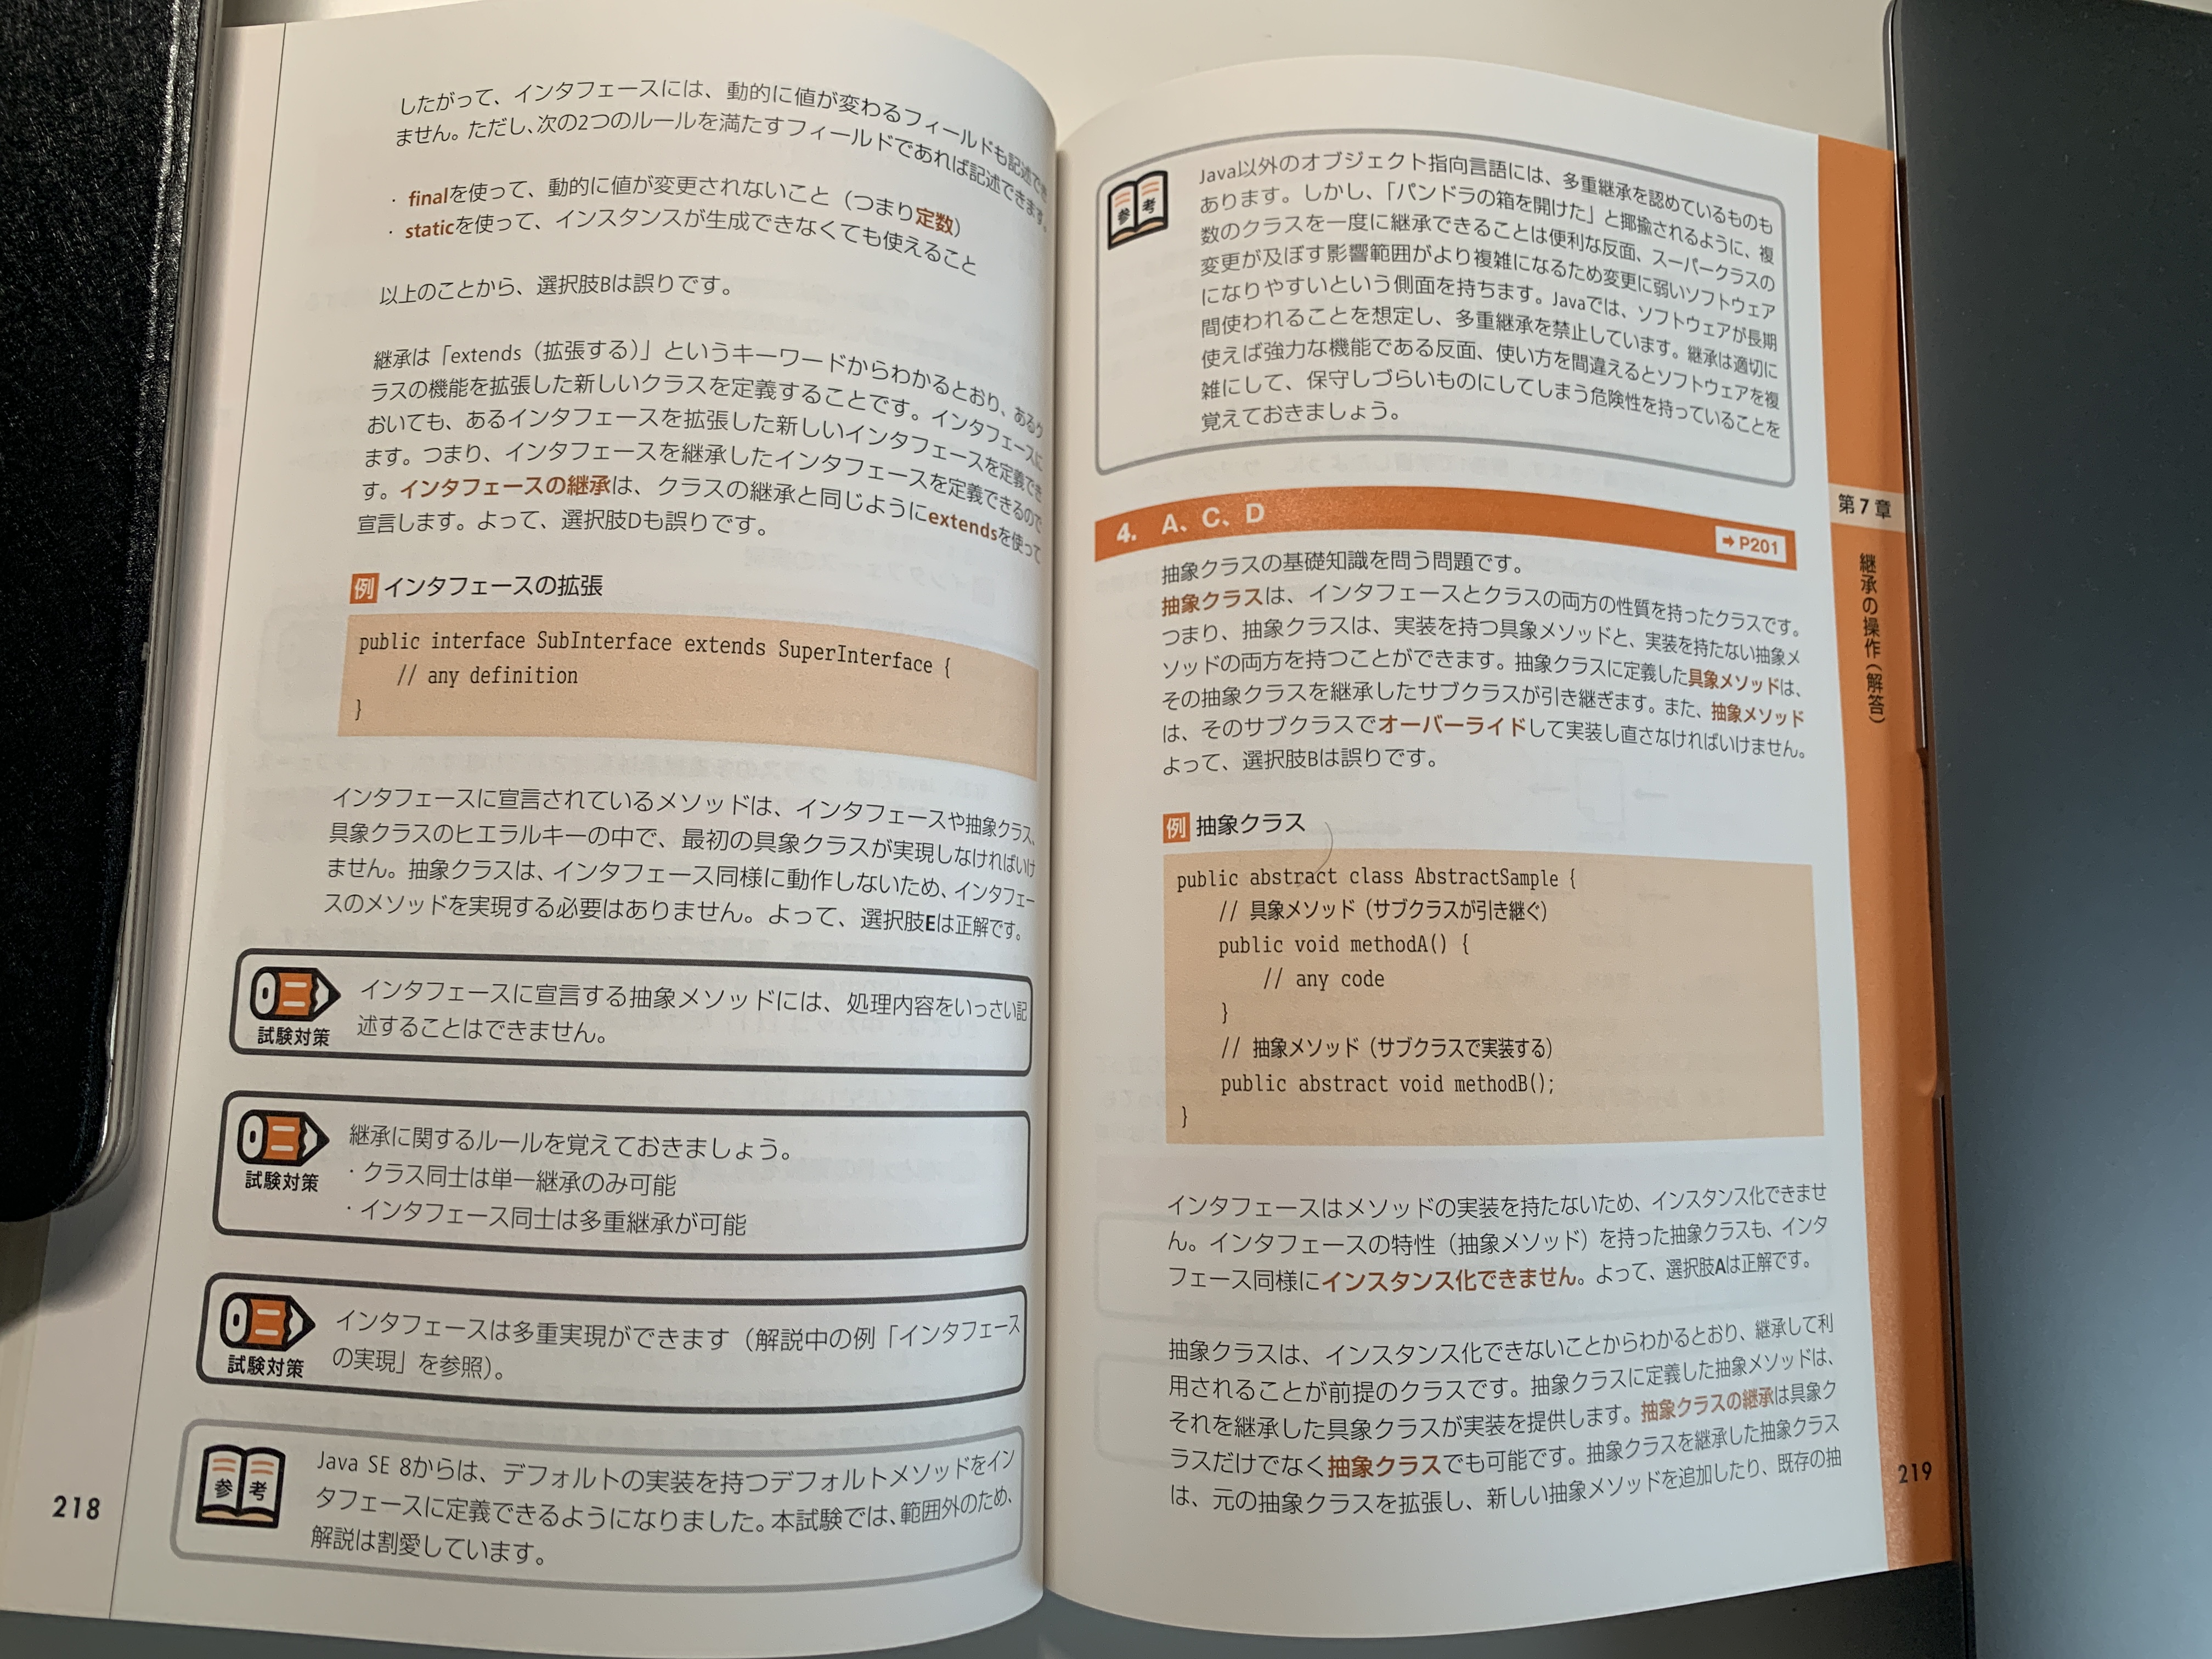 したがって、インタフェースには、動的に値が変わるフィールドも記述でき
ません。ただし、次の2つのルールを満たすフィールドであれば記述できます。
・finalを使って、動的に値が変更されないこと（つまり定数）
・staticを使って、インスタンスが生成できなくても使えること
以上のことから、選択肢Bは誤りです。
継承は「extends（拡張する）」というキーワードからわかるとおり、あるク
ラスの機能を拡張した新しいクラスを定義することです。インタフェースに
おいても、あるインタフェースを拡張した新しいインタフェースを定義でき
ます。つまり、インタフェースを継承したインタフェースを定義できるので
す。インタフェースの継承は、クラスの継承と同じようにextendsを使って
宣言します。よって、選択肢Dも誤りです。
例 インタフェースの拡張
public interface SubInterface extends SuperInterface {
// any definition
}
インタフェースに宣言されているメソッドは、インタフェースや抽象クラス、
具象クラスのヒエラルキーの中で、最初の具象クラスが実現しなければいけ
ません。抽象クラスは、インタフェース同様に動作しないため、インタフェー
スのメソッドを実現する必要はありません。よって、選択肢Eは正解です。
試験対策
インタフェースに宣言する抽象メソッドには、処理内容をいっさい記
述することはできません。
試験対策
継承に関するルールを覚えておきましょう。
・クラス同士は単一継承のみ可能
・インタフェース同士は多重継承が可能
試験対策
インタフェースは多重実現ができます（解説中の例「インタフェース
の実現」を参照）。
参考
Java SE 8からは、デフォルトの実装を持つデフォルトメソッドをイン
タフェースに定義できるようになりました。本試験では、範囲外のため、
解説は割愛しています。
218
参考
Java以外のオブジェクト指向言語には、多重継承を認めているものも
あります。しかし、「パンドラの箱を開けた」と揶揄されるように、複
数のクラスを一度に継承できることは便利な反面、スーパークラスの
変更が及ぼす影響範囲がより複雑になるため変更に弱いソフトウェア
になりやすいという側面を持ちます。Javaでは、ソフトウェアが長期
間使われることを想定し、多重継承を禁止しています。継承は適切に
使えば強力な機能である反面、使い方を間違えるとソフトウェアを複
雑にして、保守しづらいものにしてしまう危険性を持っていることを
覚えておきましょう。
4. A、C、D
➡P201
抽象クラスの基礎知識を問う問題です。
抽象クラスは、インタフェースとクラスの両方の性質を持ったクラスです。
つまり、抽象クラスは、実装を持つ具象メソッドと、実装を持たない抽象メ
ソッドの両方を持つことができます。抽象クラスに定義した具象メソッドは、
その抽象クラスを継承したサブクラスが引き継ぎます。また、抽象メソッド
は、そのサブクラスでオーバーライドして実装し直さなければいけません。
よって、選択肢Bは誤りです。
例 抽象クラス
public abstract class AbstractSample {
// 具象メソッド（サブクラスが引き継ぐ）
public void methodA() {
// any code
}
// 抽象メソッド（サブクラスで実装する）
public abstract void methodB();
}
インタフェースはメソッドの実装を持たないため、インスタンス化できませ
ん。インタフェースの特性（抽象メソッド）を持った抽象クラスも、インタ
フェース同様にインスタンス化できません。よって、選択肢Aは正解です。
抽象クラスは、インスタンス化できないことからわかるとおり、継承して利
用されることが前提のクラスです。抽象クラスに定義した抽象メソッドは、
それを継承した具象クラスが実装を提供します。抽象クラスの継承は具象ク
ラスだけでなく抽象クラスでも可能です。抽象クラスを継承した抽象クラス
は、元の抽象クラスを拡張し、新しい抽象メソッドを追加したり、既存の抽
第7章
継承の操作（解答）
219